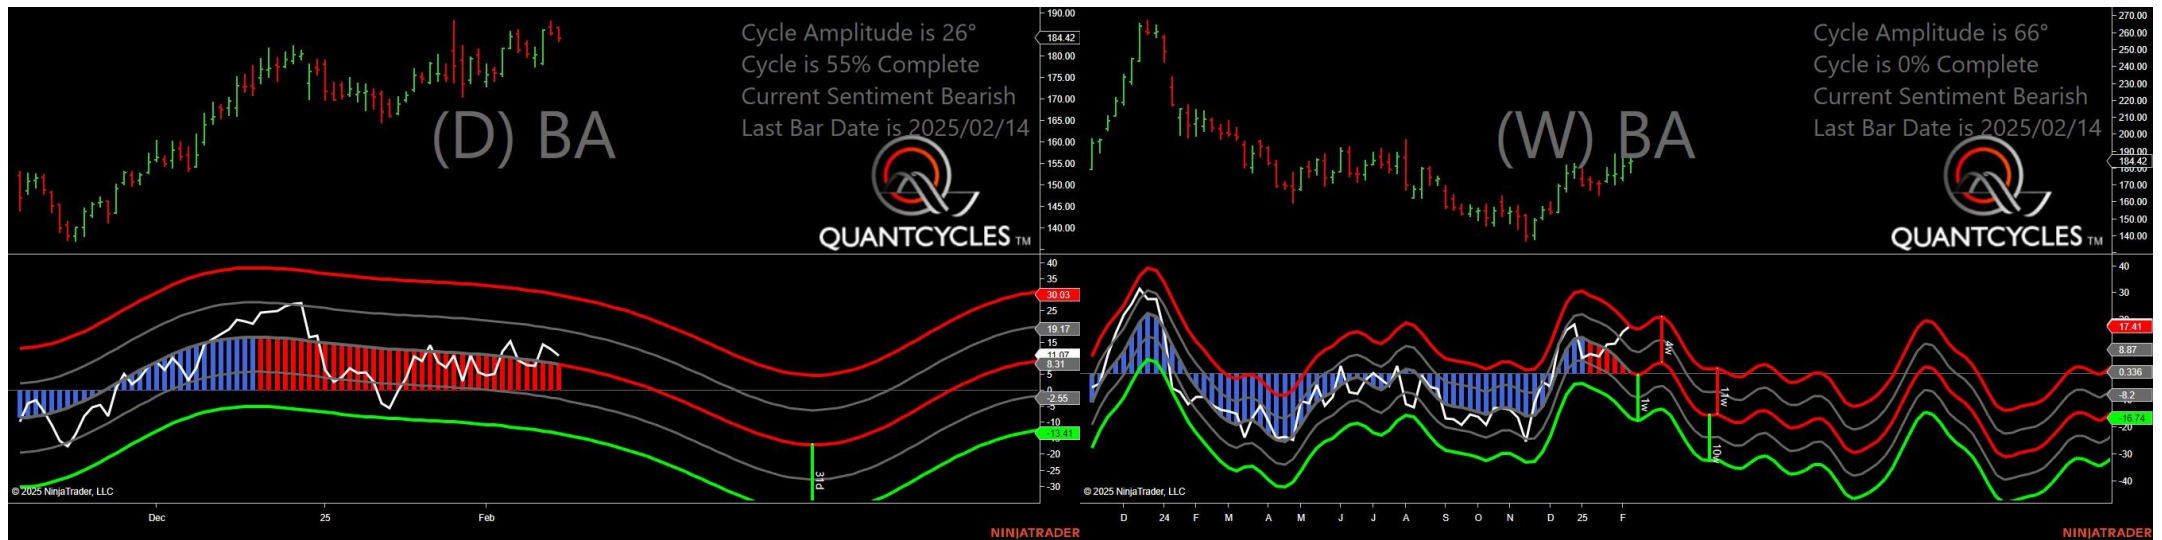 Cycle Amplitude is 26°
Cycle is 55% Complete
Current Sentiment Bearish
Last Bar Date is 2025/02/14
(D) BA
QUANTCYCLES TM
190.00
184.42
180.00
175.00
170.00
165.00
160.00
155.00
150.00
145.00
140.00
40
35
30.03
25
19.17
15
11.07
8.31
5
0
-2.55
-5
-13.41
-20
-25
-30
31d
© 2025 NinjaTrader, LLC
Dec
25
Feb
NINJATRADER
Cycle Amplitude is 66°
Cycle is 0% Complete
Current Sentiment Bearish
Last Bar Date is 2025/02/14
(W) BA
QUANTCYCLES TM
270.00
260.00
250.00
240.00
230.00
220.00
210.00
200.00
190.00
184.42
180.00
170.00
160.00
150.00
140.00
40
30
17.41
8.87
0.336
-8.2
-16.74
-20
-30
-40
4w
1w
11w
10w
© 2025 NinjaTrader, LLC
D
24
F
M
A
M
J
J
A
S
O
N
D
25
F
NINJATRADER